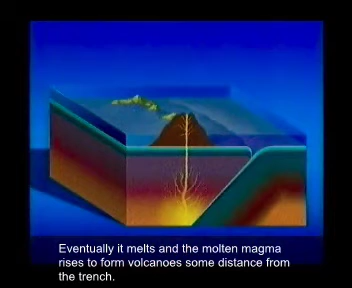 Eventually it melts and the molten magma
rises to form volcanoes some distance from
the trench.